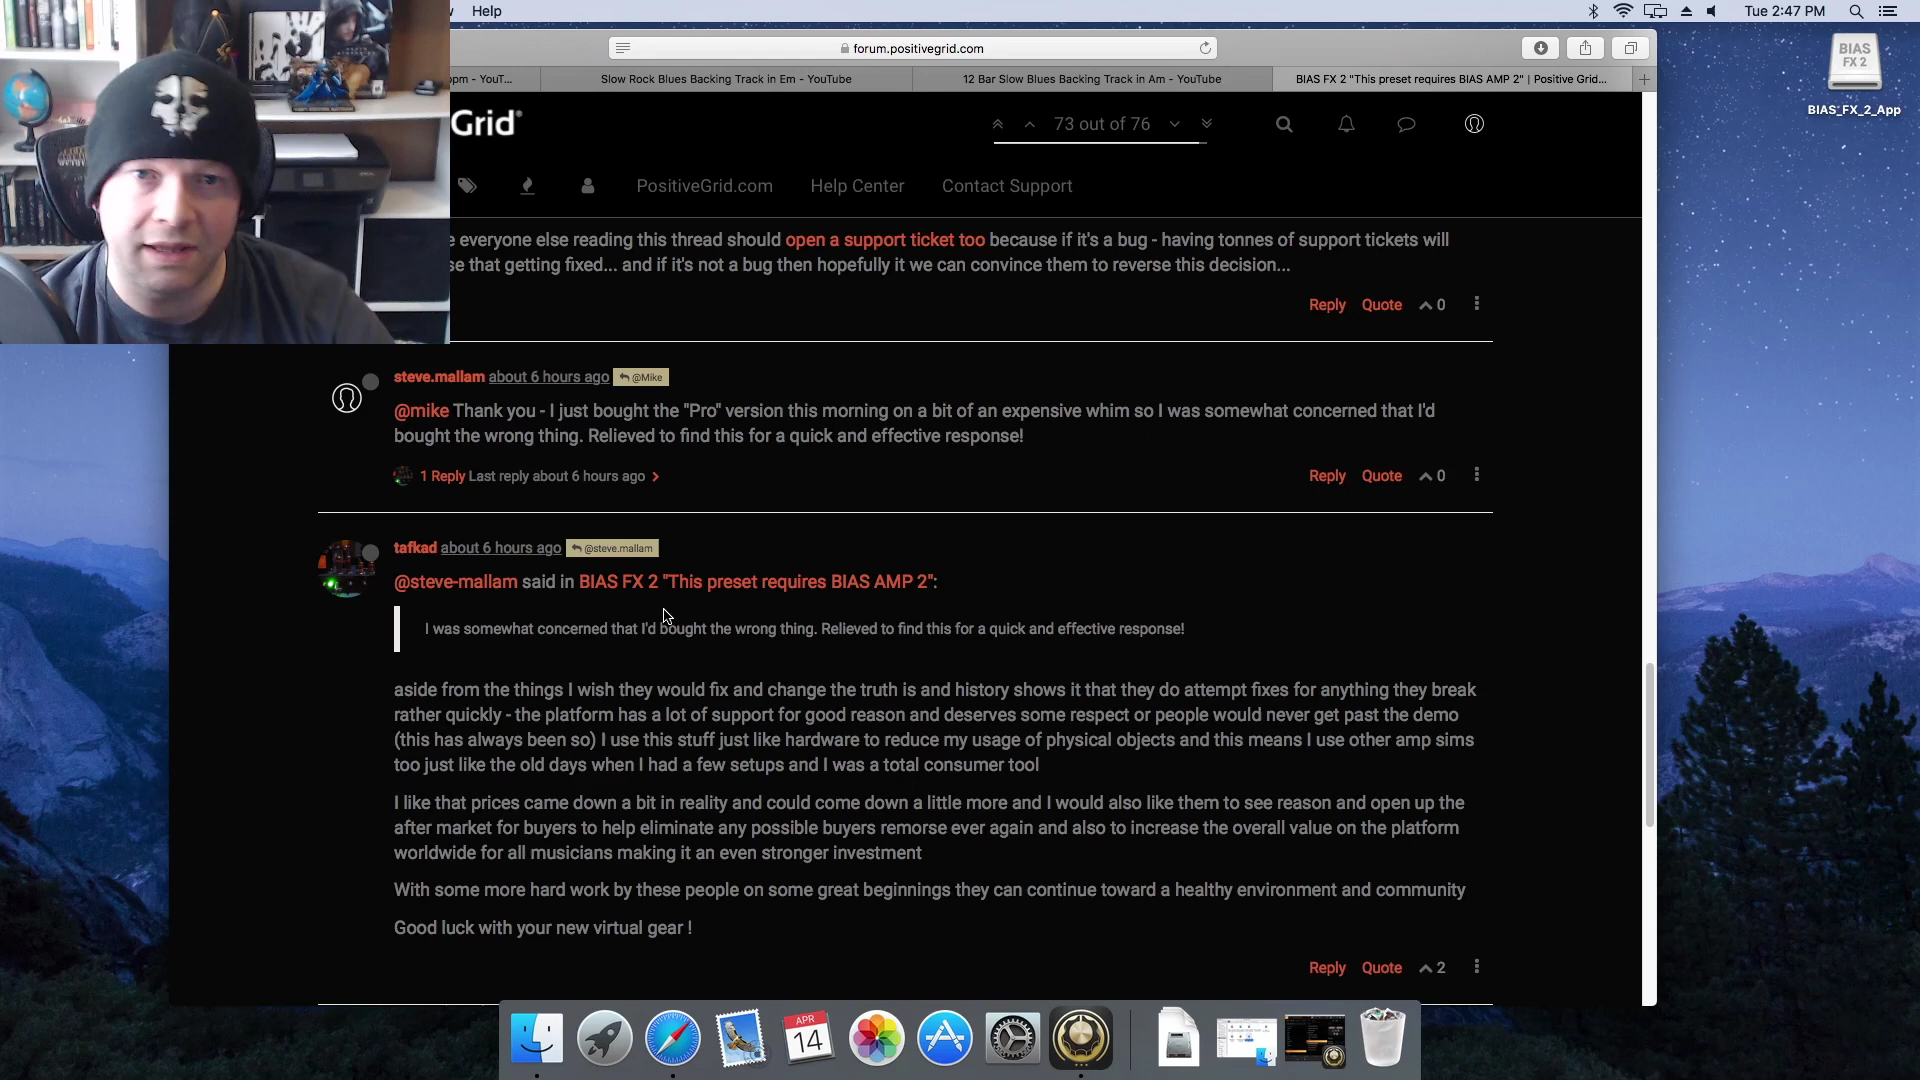 Help
Tue 2:47 PM
forum.positivegrid.com
pm - YouT...
Slow Rock Blues Backing Track in Em - YouTube
12 Bar Slow Blues Backing Track in Am - YouTube
BIAS FX 2 "This preset requires BIAS AMP 2" | Positive Grid...
BIAS
FX 2
BIAS_FX_2_App
Grid®
73 out of 76
PositiveGrid.com
Help Center
Contact Support
e everyone else reading this thread should open a support ticket too because if it's a bug - having tonnes of support tickets will
se that getting fixed... and if it's not a bug then hopefully it we can convince them to reverse this decision...
Reply Quote 0
steve.mallam about 6 hours ago @Mike
@mike Thank you - I just bought the "Pro" version this morning on a bit of an expensive whim so I was somewhat concerned that I'd
bought the wrong thing. Relieved to find this for a quick and effective response!
1 Reply Last reply about 6 hours ago
Reply Quote 0
tafkad about 6 hours ago @steve.mallam
@steve-mallam said in BIAS FX 2 "This preset requires BIAS AMP 2":
I was somewhat concerned that I'd bought the wrong thing. Relieved to find this for a quick and effective response!
aside from the things I wish they would fix and change the truth is and history shows it that they do attempt fixes for anything they break
rather quickly - the platform has a lot of support for good reason and deserves some respect or people would never get past the demo
(this has always been so) I use this stuff just like hardware to reduce my usage of physical objects and this means I use other amp sims
too just like the old days when I had a few setups and I was a total consumer tool
I like that prices came down a bit in reality and could come down a little more and I would also like them to see reason and open up the
after market for buyers to help eliminate any possible buyers remorse ever again and also to increase the overall value on the platform
worldwide for all musicians making it an even stronger investment
With some more hard work by these people on some great beginnings they can continue toward a healthy environment and community
Good luck with your new virtual gear !
Reply Quote 2
APR
14